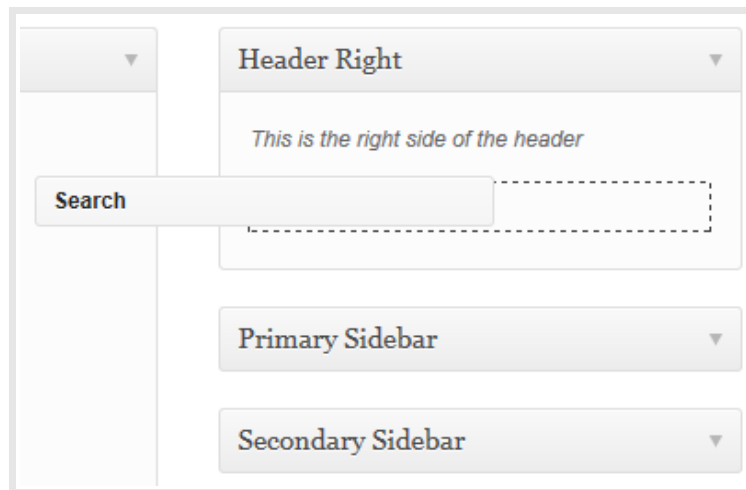 Header Right
This is the right side of the header
Search
Primary Sidebar
Secondary Sidebar